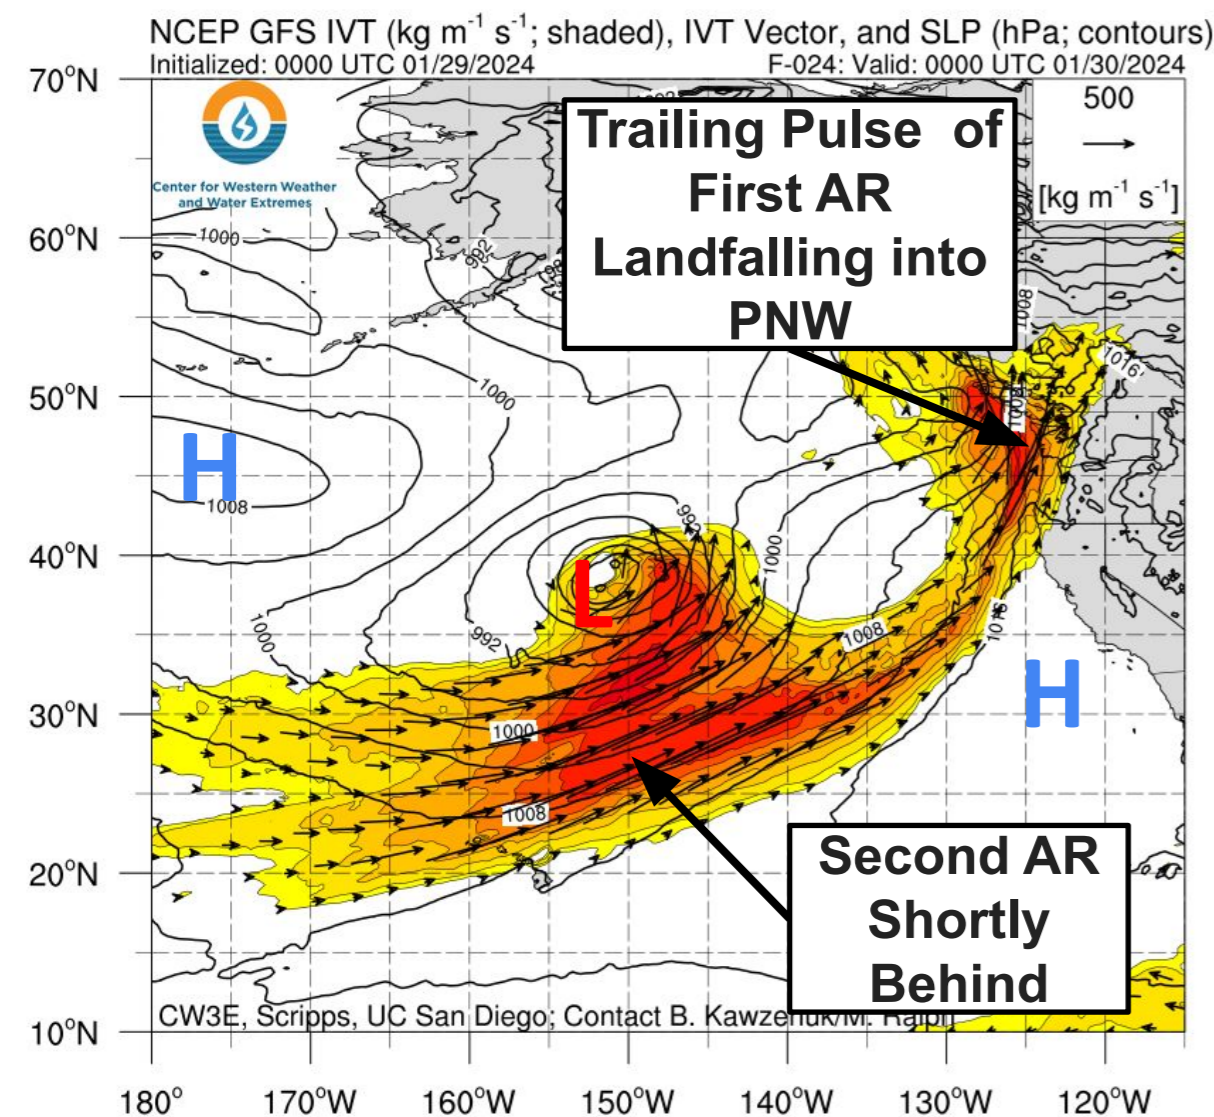 NCEP GFS IVT (kg m⁻¹ s⁻¹; shaded), IVT Vector, and SLP (hPa; contours)
Initialized: 0000 UTC 01/29/2024
F-024: Valid: 0000 UTC 01/30/2024
70°N
60°N
50°N
40°N
30°N
20°N
10°N
Center for Western Weather
and Water Extremes
Trailing Pulse of
First AR
Landfalling into
PNW
500
[kg m⁻¹ s⁻¹]
1000
992
1008
1016
1000
1008
H
1008
992
L
1000
1000
992
1008
1016
H
1000
1008
Second AR
Shortly
Behind
CW3E, Scripps, UC San Diego; Contact B.
180°
170°W
160°W
150°W
140°W
130°W
120°W